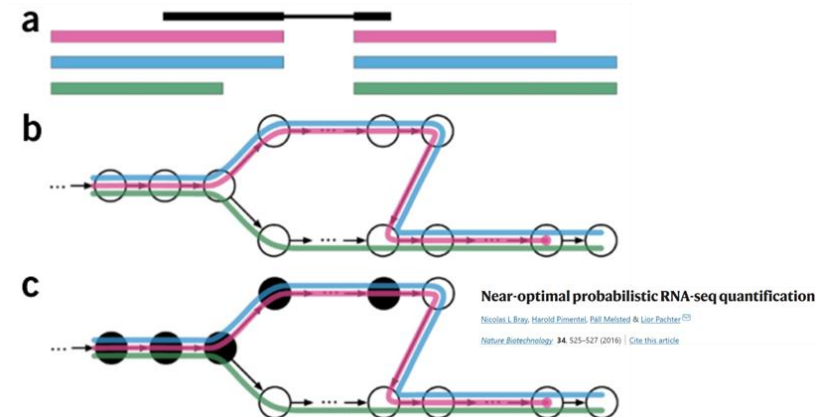 a
b
...
...
...
...
...
c
Near-optimal probabilistic RNA-seq quantification
Nicolas L Bray, Harold Pimentel, Páll Melsted & Lior Pachter
Nature Biotechnology 34, 525–527 (2016) | Cite this article
...
...
...
...